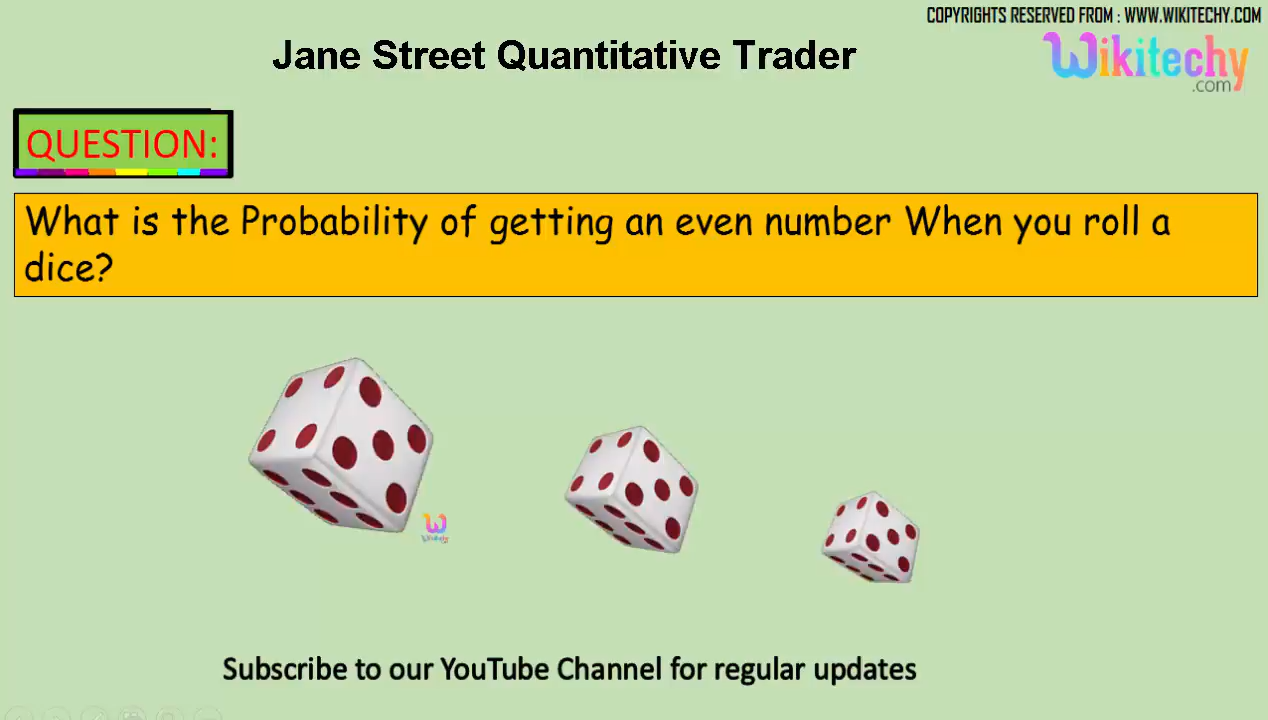 COPYRIGHTS RESERVED FROM : WWW.WIKITECHY.COM
Jane Street Quantitative Trader
Wikitechy
.com
QUESTION:
What is the Probability of getting an even number When you roll a
dice?
W
Wikitechy
Subscribe to our YouTube Channel for regular updates